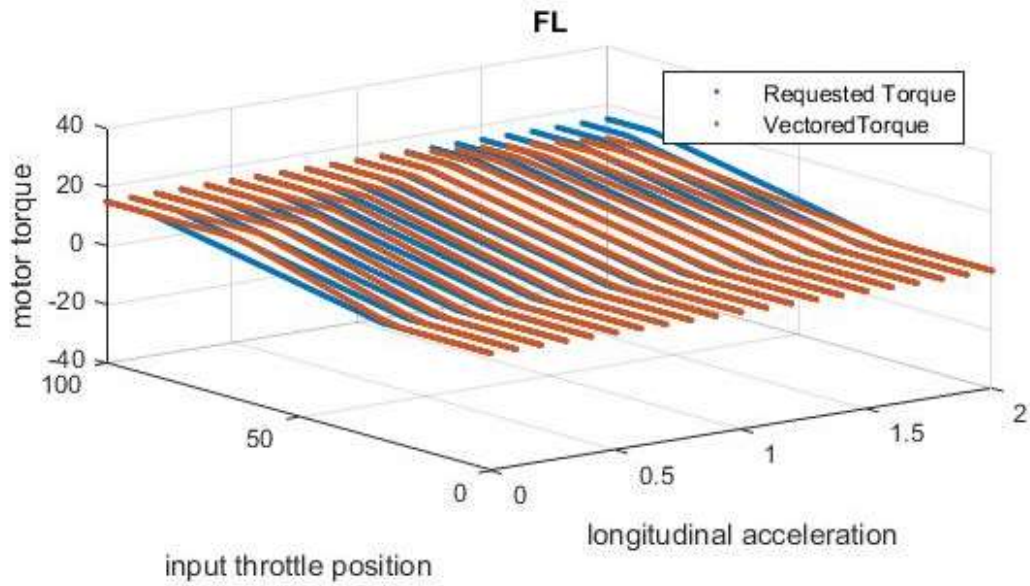 FL
Requested Torque
VectoredTorque
40
20
0
-20
-40
motor torque
100
50
0
input throttle position
0
0.5
1
1.5
2
longitudinal acceleration